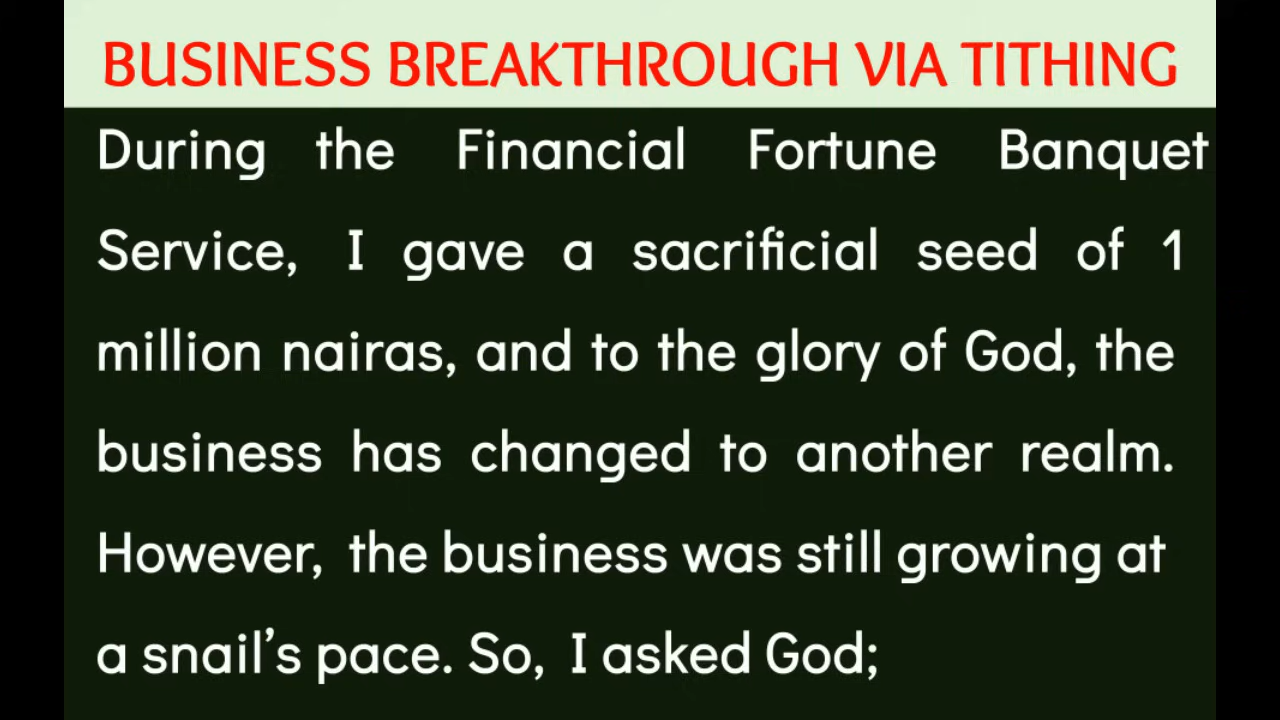 BUSINESS BREAKTHROUGH VIA TITHING
During the Financial Fortune Banquet
Service, I gave a sacrificial seed of 1
million nairas, and to the glory of God, the
business has changed to another realm.
However, the business was still growing at
a snail’s pace. So, I asked God;